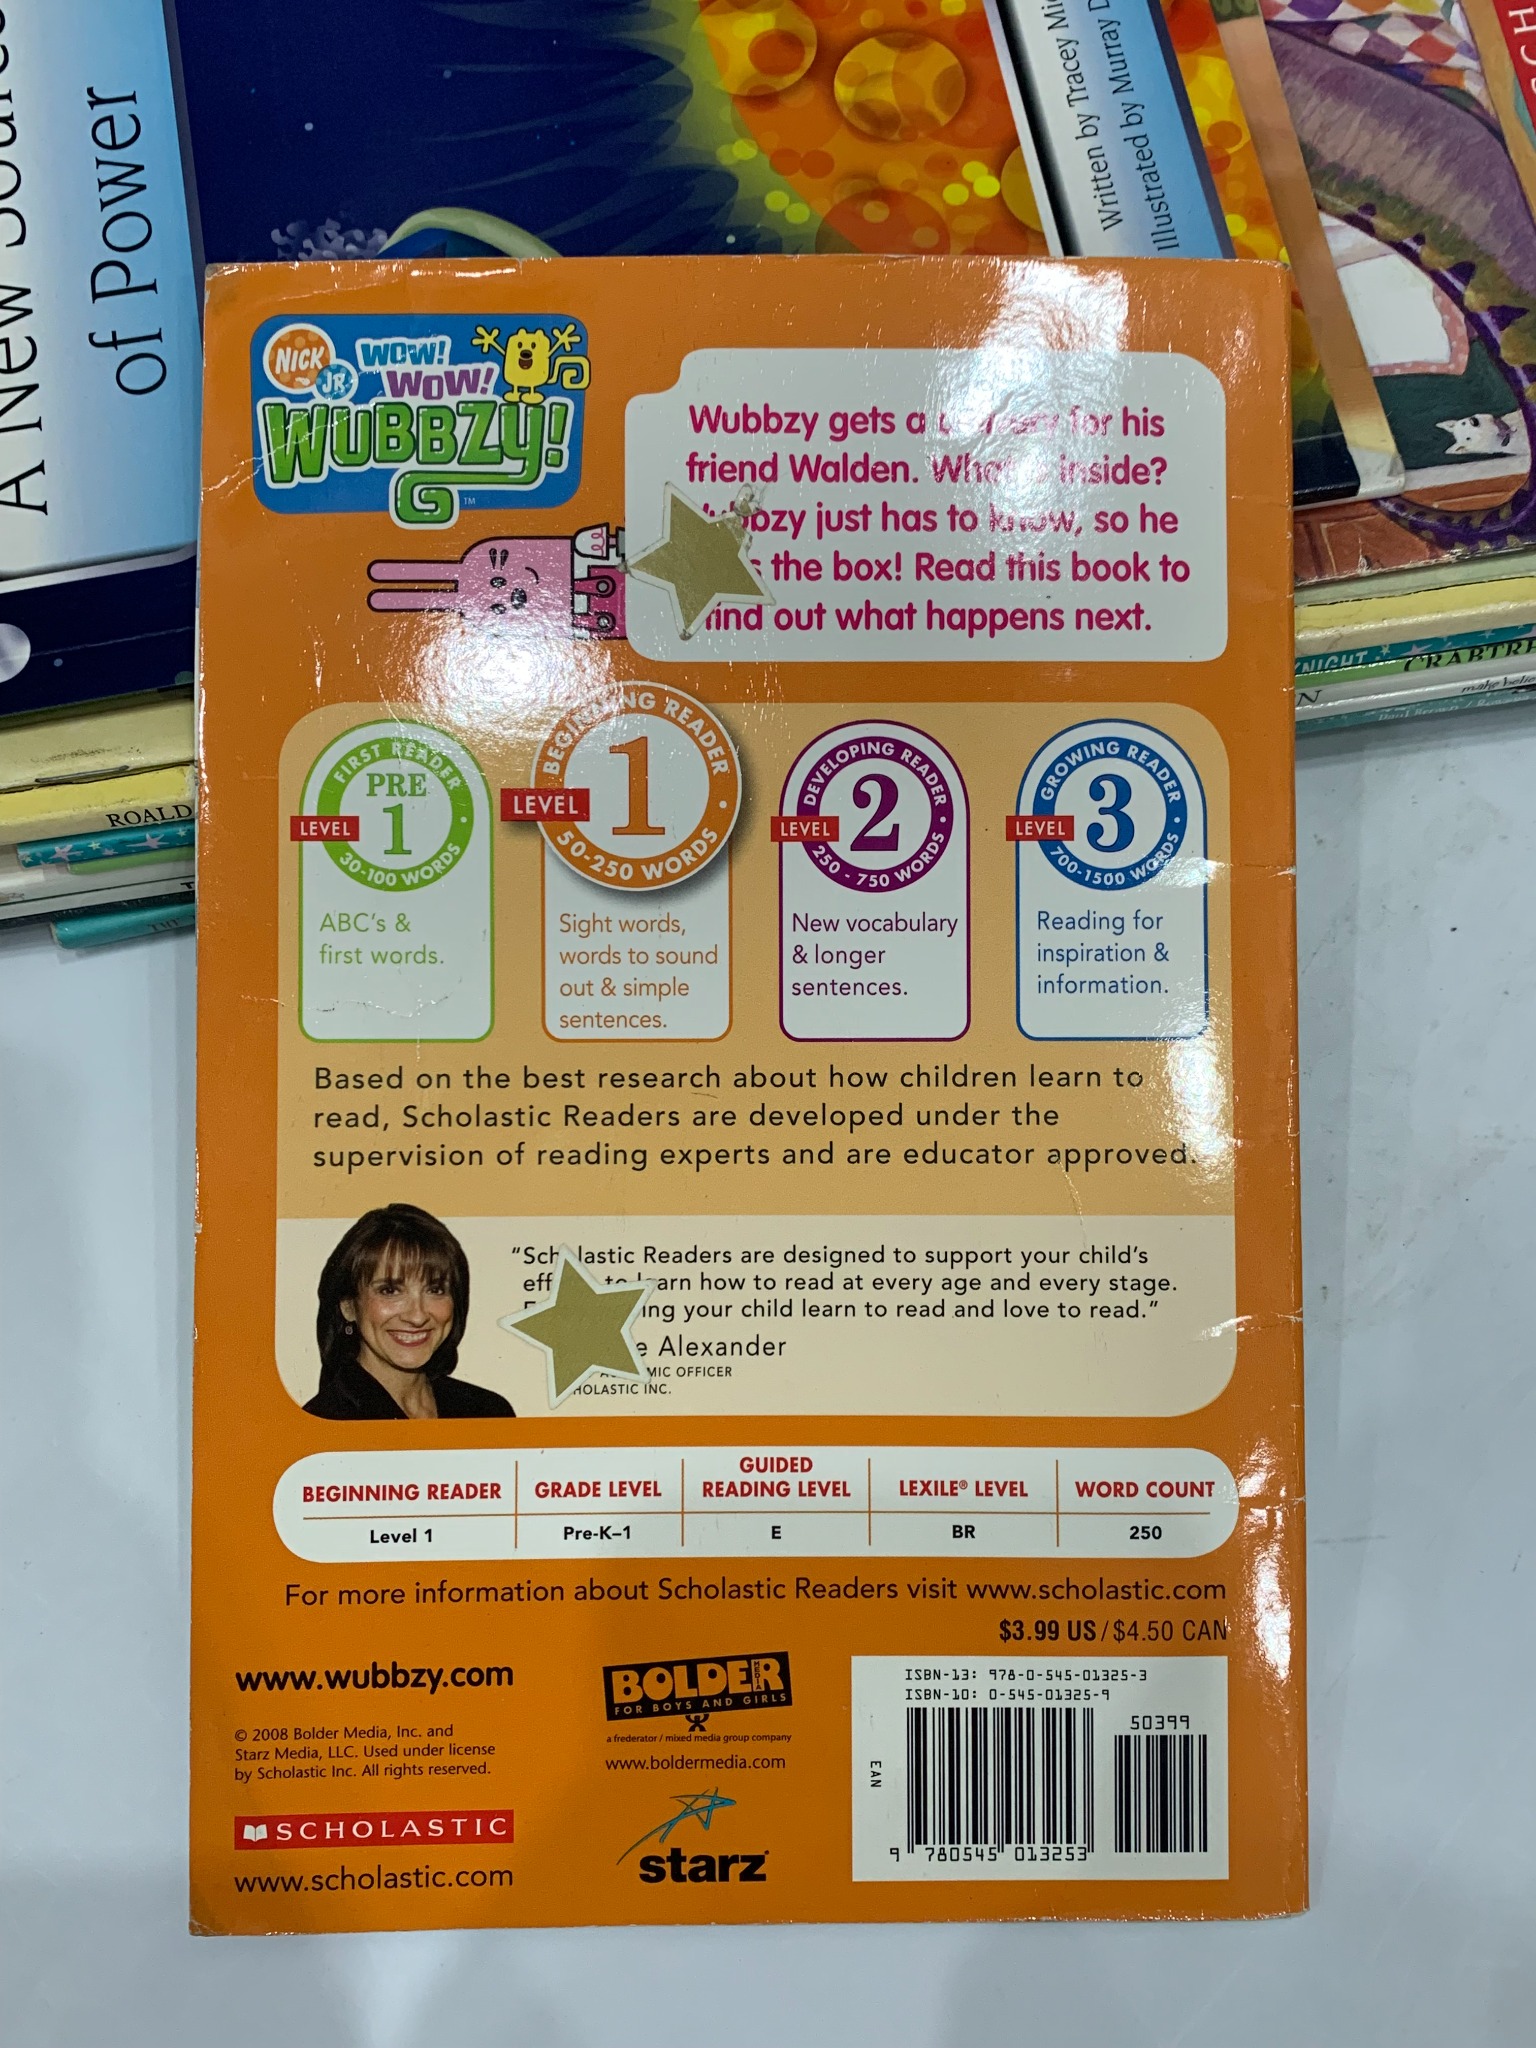 A New
of Power
Written by Tracey
Illustrated by Murray
NICK
JR.
WOW!
WOW!
WUBBZY!
™
Wubbzy gets a for his
friend Walden. inside?
just has to know, so he
the box! Read this book to
find out what happens next.
FIRST READER
PRE
1
LEVEL
30-100 WORDS
ABC's &
first words.
BEGINNING READER
1
LEVEL
50-250 WORDS
Sight words,
words to sound
out & simple
sentences.
DEVELOPING READER
2
LEVEL
250 - 750 WORDS
New vocabulary
& longer
sentences.
GROWING READER
3
LEVEL
700-1500 WORDS
Reading for
inspiration &
information.
Based on the best research about how children learn to
read, Scholastic Readers are developed under the
supervision of reading experts and are educator approved.
"Scholastic Readers are designed to support your child's
to learn how to read at every age and every stage.
your child learn to read and love to read."
Alexander
OFFICER
SCHOLASTIC INC.
BEGINNING READER GRADE LEVEL GUIDED READING LEVEL LEXILE® LEVEL WORD COUNT
Level 1 Pre-K–1 E BR 250
For more information about Scholastic Readers visit www.scholastic.com
$3.99 US / $4.50 CAN
www.wubbzy.com
© 2008 Bolder Media, Inc. and
Starz Media, LLC. Used under license
by Scholastic Inc. All rights reserved.
SCHOLASTIC
www.scholastic.com
BOLDER
MEDIA
FOR BOYS AND GIRLS
a frederator / mixed media group company
www.boldermedia.com
starz
ISBN-13: 978-0-545-01325-3
ISBN-10: 0-545-01325-9
50399
EAN
9 780545 013253
ROALD
KNIGHT
make believe